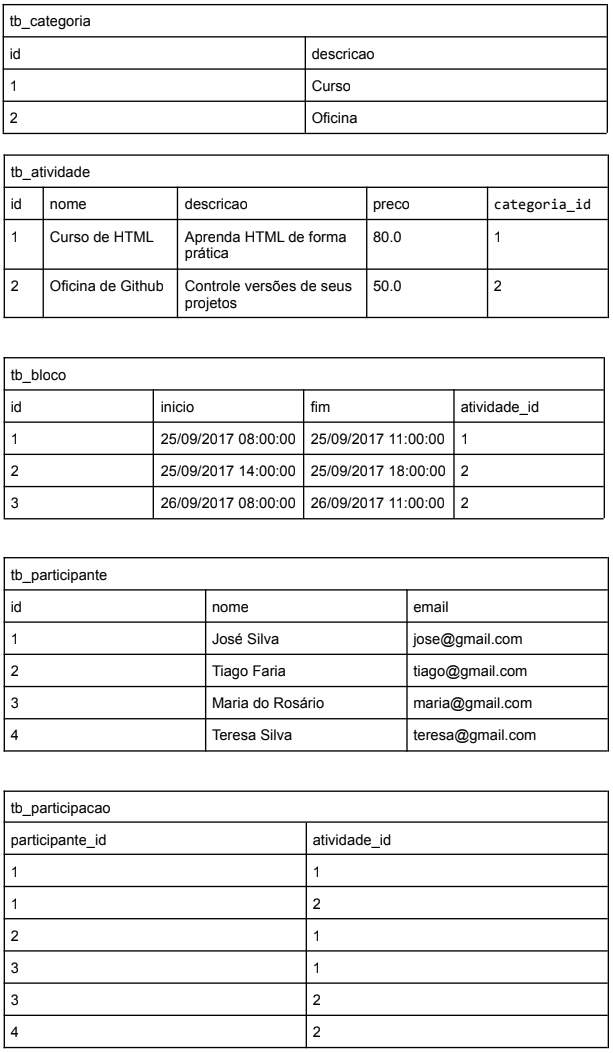 tb_categoria
id descricao
1 Curso
2 Oficina
tb_atividade
id nome descricao preco categoria_id
1 Curso de HTML Aprenda HTML de forma 80.0 1
prática
2 Oficina de Github Controle versões de seus 50.0 2
projetos
tb_bloco
id inicio fim atividade_id
1 25/09/2017 08:00:00 25/09/2017 11:00:00 1
2 25/09/2017 14:00:00 25/09/2017 18:00:00 2
3 26/09/2017 08:00:00 26/09/2017 11:00:00 2
tb_participante
id nome email
1 José Silva jose@gmail.com
2 Tiago Faria tiago@gmail.com
3 Maria do Rosário maria@gmail.com
4 Teresa Silva teresa@gmail.com
tb_participacao
participante_id atividade_id
1 1
1 2
2 1
3 1
3 2
4 2